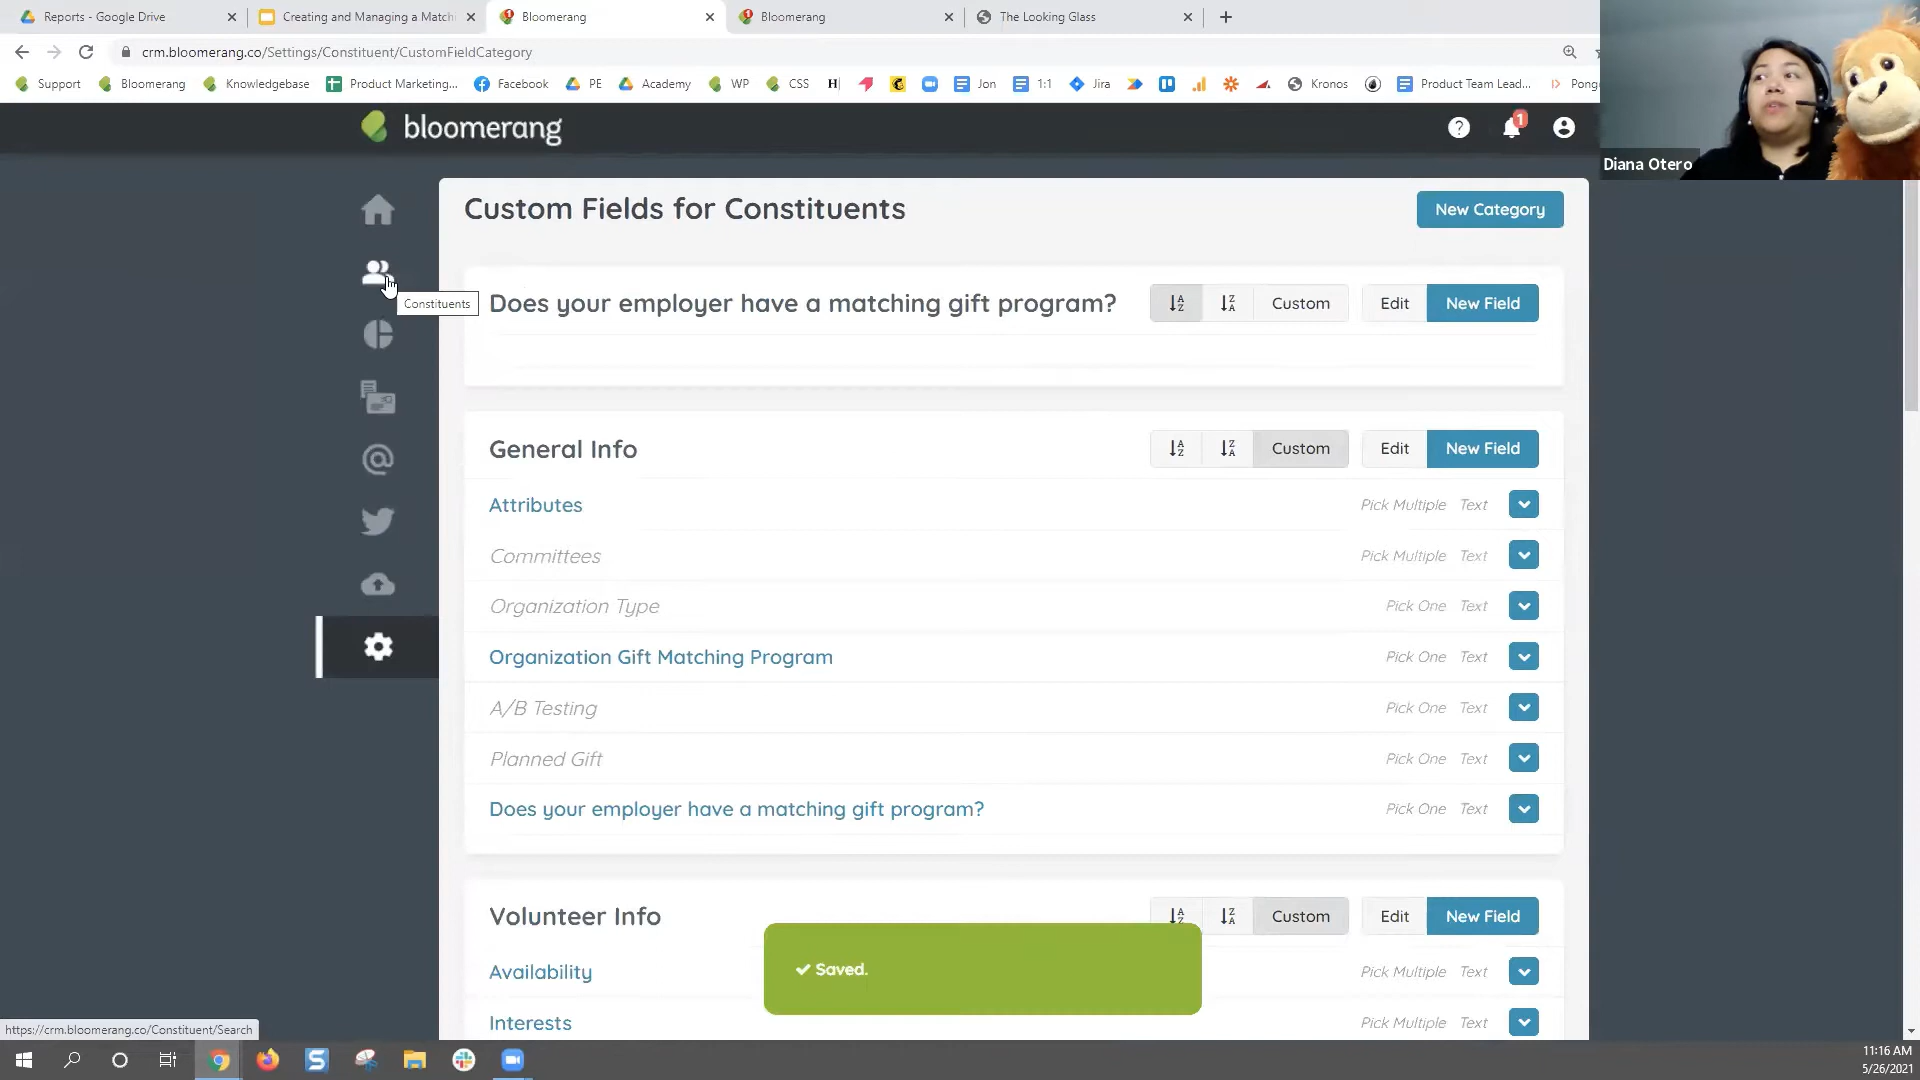 Reports - Google Drive
Creating and Managing a Matchi
Bloomerang
Bloomerang
The Looking Glass
crm.bloomerang.co/Settings/Constituent/CustomFieldCategory
Support
Bloomerang
Knowledgebase
Product Marketing...
Facebook
PE
Academy
WP
CSS
H
Jon
1:1
Jira
Kronos
Product Team Lead...
Pong
bloomerang
1
Diana Otero
Custom Fields for Constituents
New Category
Constituents
Does your employer have a matching gift program?
Custom
Edit
New Field
General Info
Custom
Edit
New Field
Attributes
Pick Multiple Text
Committees
Pick Multiple Text
Organization Type
Pick One Text
Organization Gift Matching Program
Pick One Text
A/B Testing
Pick One Text
Planned Gift
Pick One Text
Does your employer have a matching gift program?
Pick One Text
Volunteer Info
Custom
Edit
New Field
Saved.
Availability
Pick Multiple Text
Interests
Pick Multiple Text
https://crm.bloomerang.co/Constituent/Search
11:16 AM
5/26/2021